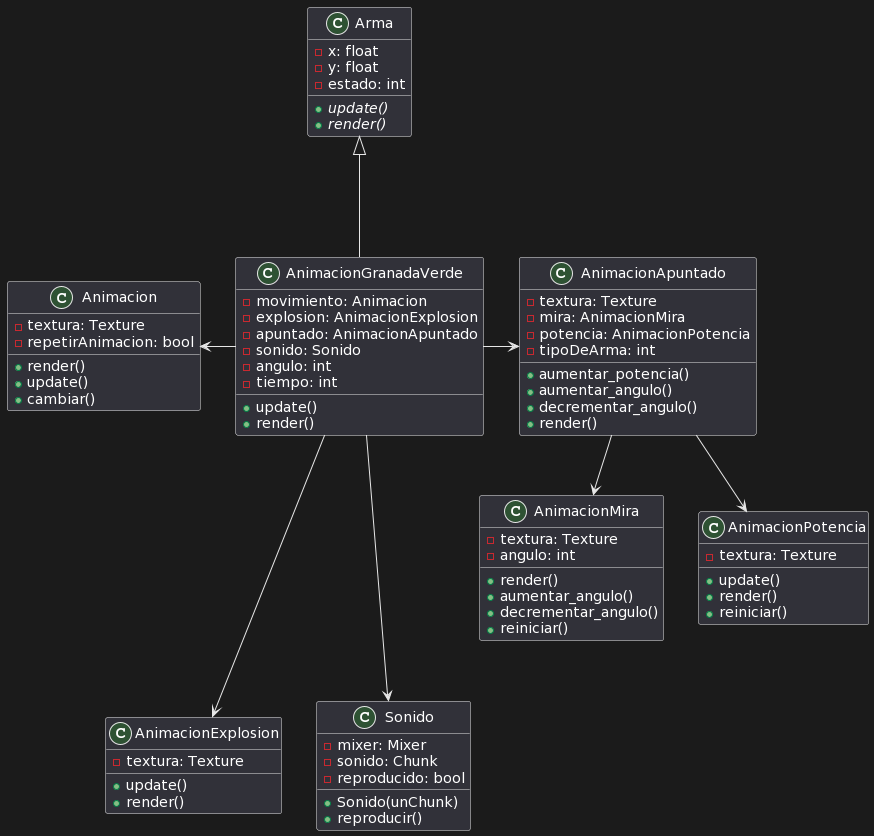 C Arma
x: float
y: float
estado: int
update()
render()
C Animacion
textura: Texture
repetirAnimacion: bool
render()
update()
cambiar()
C AnimacionGranadaVerde
movimiento: Animacion
explosion: AnimacionExplosion
apuntado: AnimacionApuntado
sonido: Sonido
angulo: int
tiempo: int
update()
render()
C AnimacionApuntado
textura: Texture
mira: AnimacionMira
potencia: AnimacionPotencia
tipoDeArma: int
aumentar_potencia()
aumentar_angulo()
decrementar_angulo()
render()
C AnimacionMira
textura: Texture
angulo: int
render()
aumentar_angulo()
decrementar_angulo()
reiniciar()
C AnimacionPotencia
textura: Texture
update()
render()
reiniciar()
C AnimacionExplosion
textura: Texture
update()
render()
C Sonido
mixer: Mixer
sonido: Chunk
reproducido: bool
Sonido(unChunk)
reproducir()